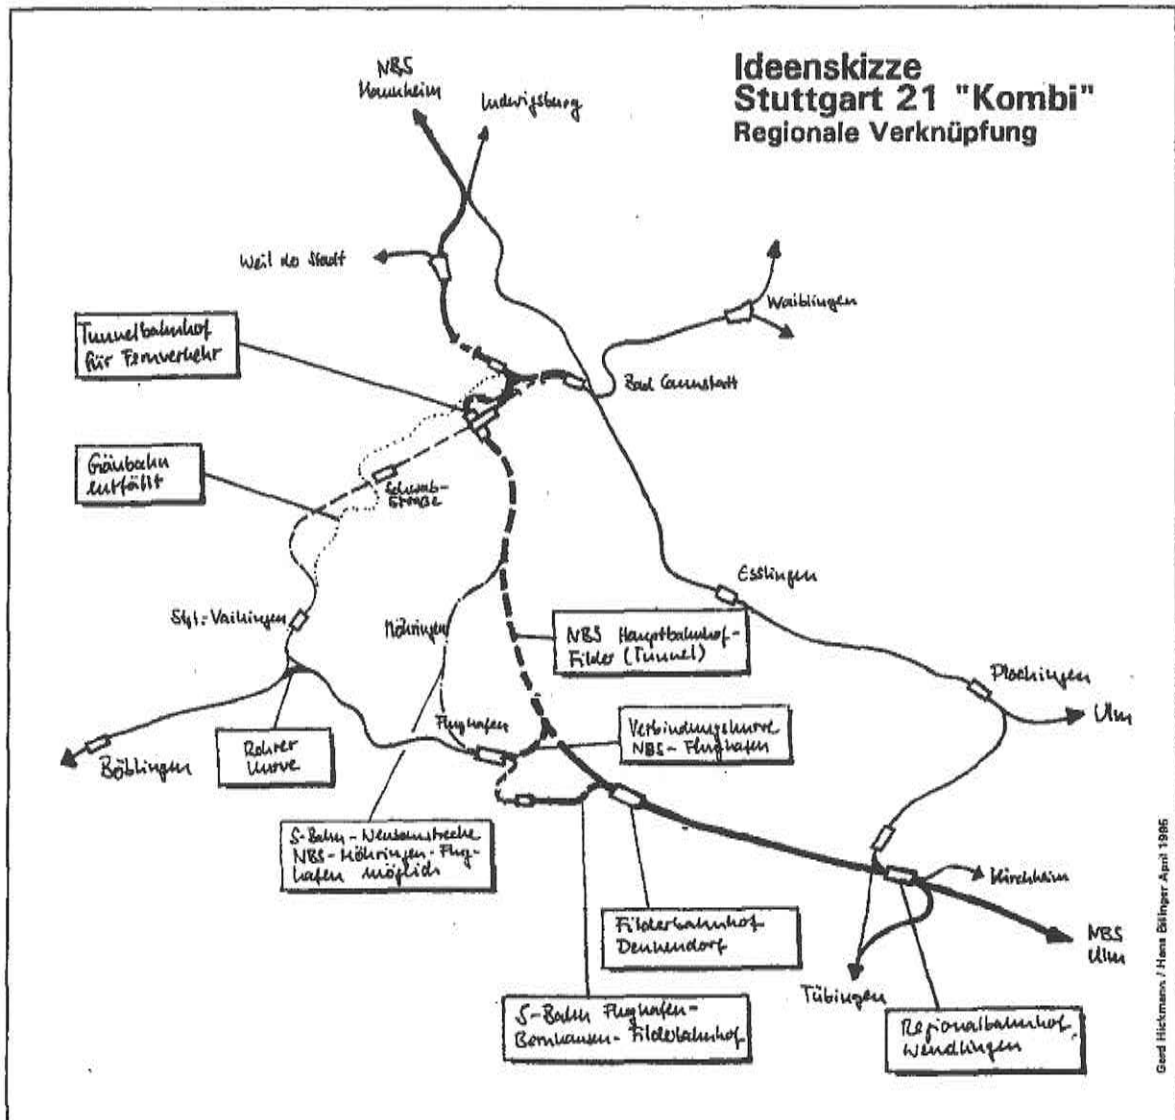 Ideenskizze
Stuttgart 21 "Kombi"
Regionale Verknüpfung
NBS
Mannheim
Ludwigsburg
Weil der Stadt
Waiblingen
Tunnelbahnhof
für Fernverkehr
Bad Cannstatt
Gäubahn
entfällt
Schwab-
straße
Esslingen
Stgt.-Vaihingen
Möhringen
NBS Hauptbahnhof-
Filder (Tunnel)
Plochingen
Ulm
Flughafen
Verbindungskurve
NBS-Flughafen
Rohrer
Kurve
Böblingen
S-Bahn-Neubaustrecke
NBS-Möhringen-Flug-
hafen möglich
Kirchheim
Filderbahnhof
Denkendorf
NBS
Ulm
Tübingen
S-Bahn Flughafen-
Bernhausen-Filderbahnhof
Regionalbahnhof
Wendlingen
Gerd Hickmann / Hans Billinger April 1995